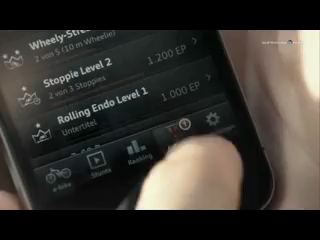 Wheely-Stre
2 von 5 (10 m Wheelie)
Stoppie Level 2
2 von 3 Stoppies
1.200 EP
Rolling Endo Level 1
Untertitel
1.000 EP
e-bike
Stunts
Ranking